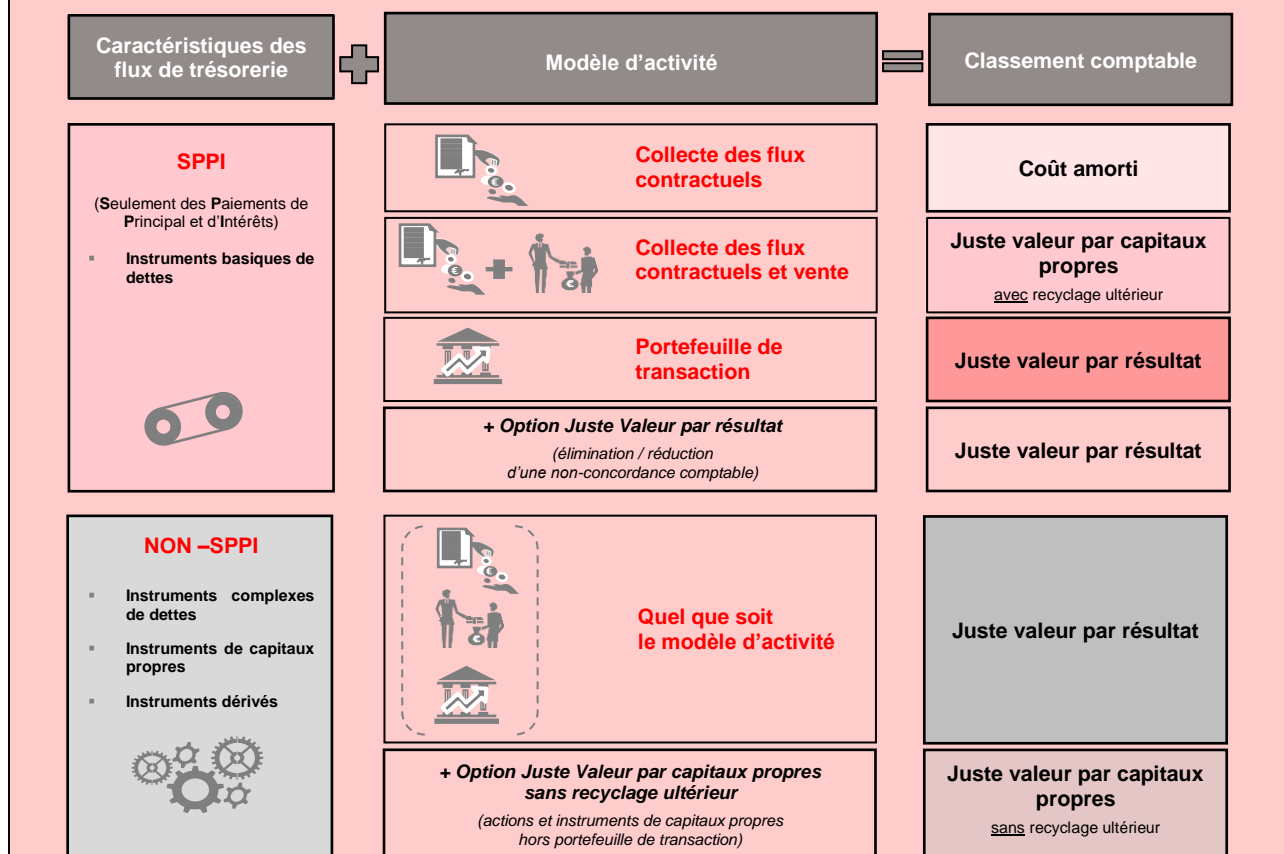 Caractéristiques des
flux de trésorerie
Modèle d’activité
Classement comptable
SPPI
(Seulement des Paiements de
Principal et d’Intérêts)
▪ Instruments basiques de
dettes
Collecte des flux
contractuels
Coût amorti
€
Collecte des flux
contractuels et vente
€
€
Juste valeur par capitaux
propres
avec recyclage ultérieur
Portefeuille de
transaction
Juste valeur par résultat
+ Option Juste Valeur par résultat
(élimination / réduction
d’une non-concordance comptable)
Juste valeur par résultat
NON –SPPI
▪ Instruments complexes
de dettes
▪ Instruments de capitaux
propres
▪ Instruments dérivés
€
€
Quel que soit
le modèle d’activité
Juste valeur par résultat
+ Option Juste Valeur par capitaux propres
sans recyclage ultérieur
(actions et instruments de capitaux propres
hors portefeuille de transaction)
Juste valeur par capitaux
propres
sans recyclage ultérieur